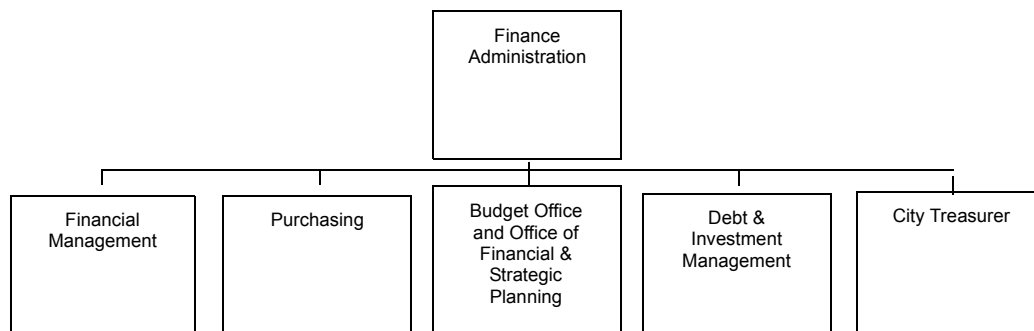 Finance
Administration
Financial
Management
Purchasing
Budget Office
and Office of
Financial &
Strategic
Planning
Debt &
Investment
Management
City Treasurer